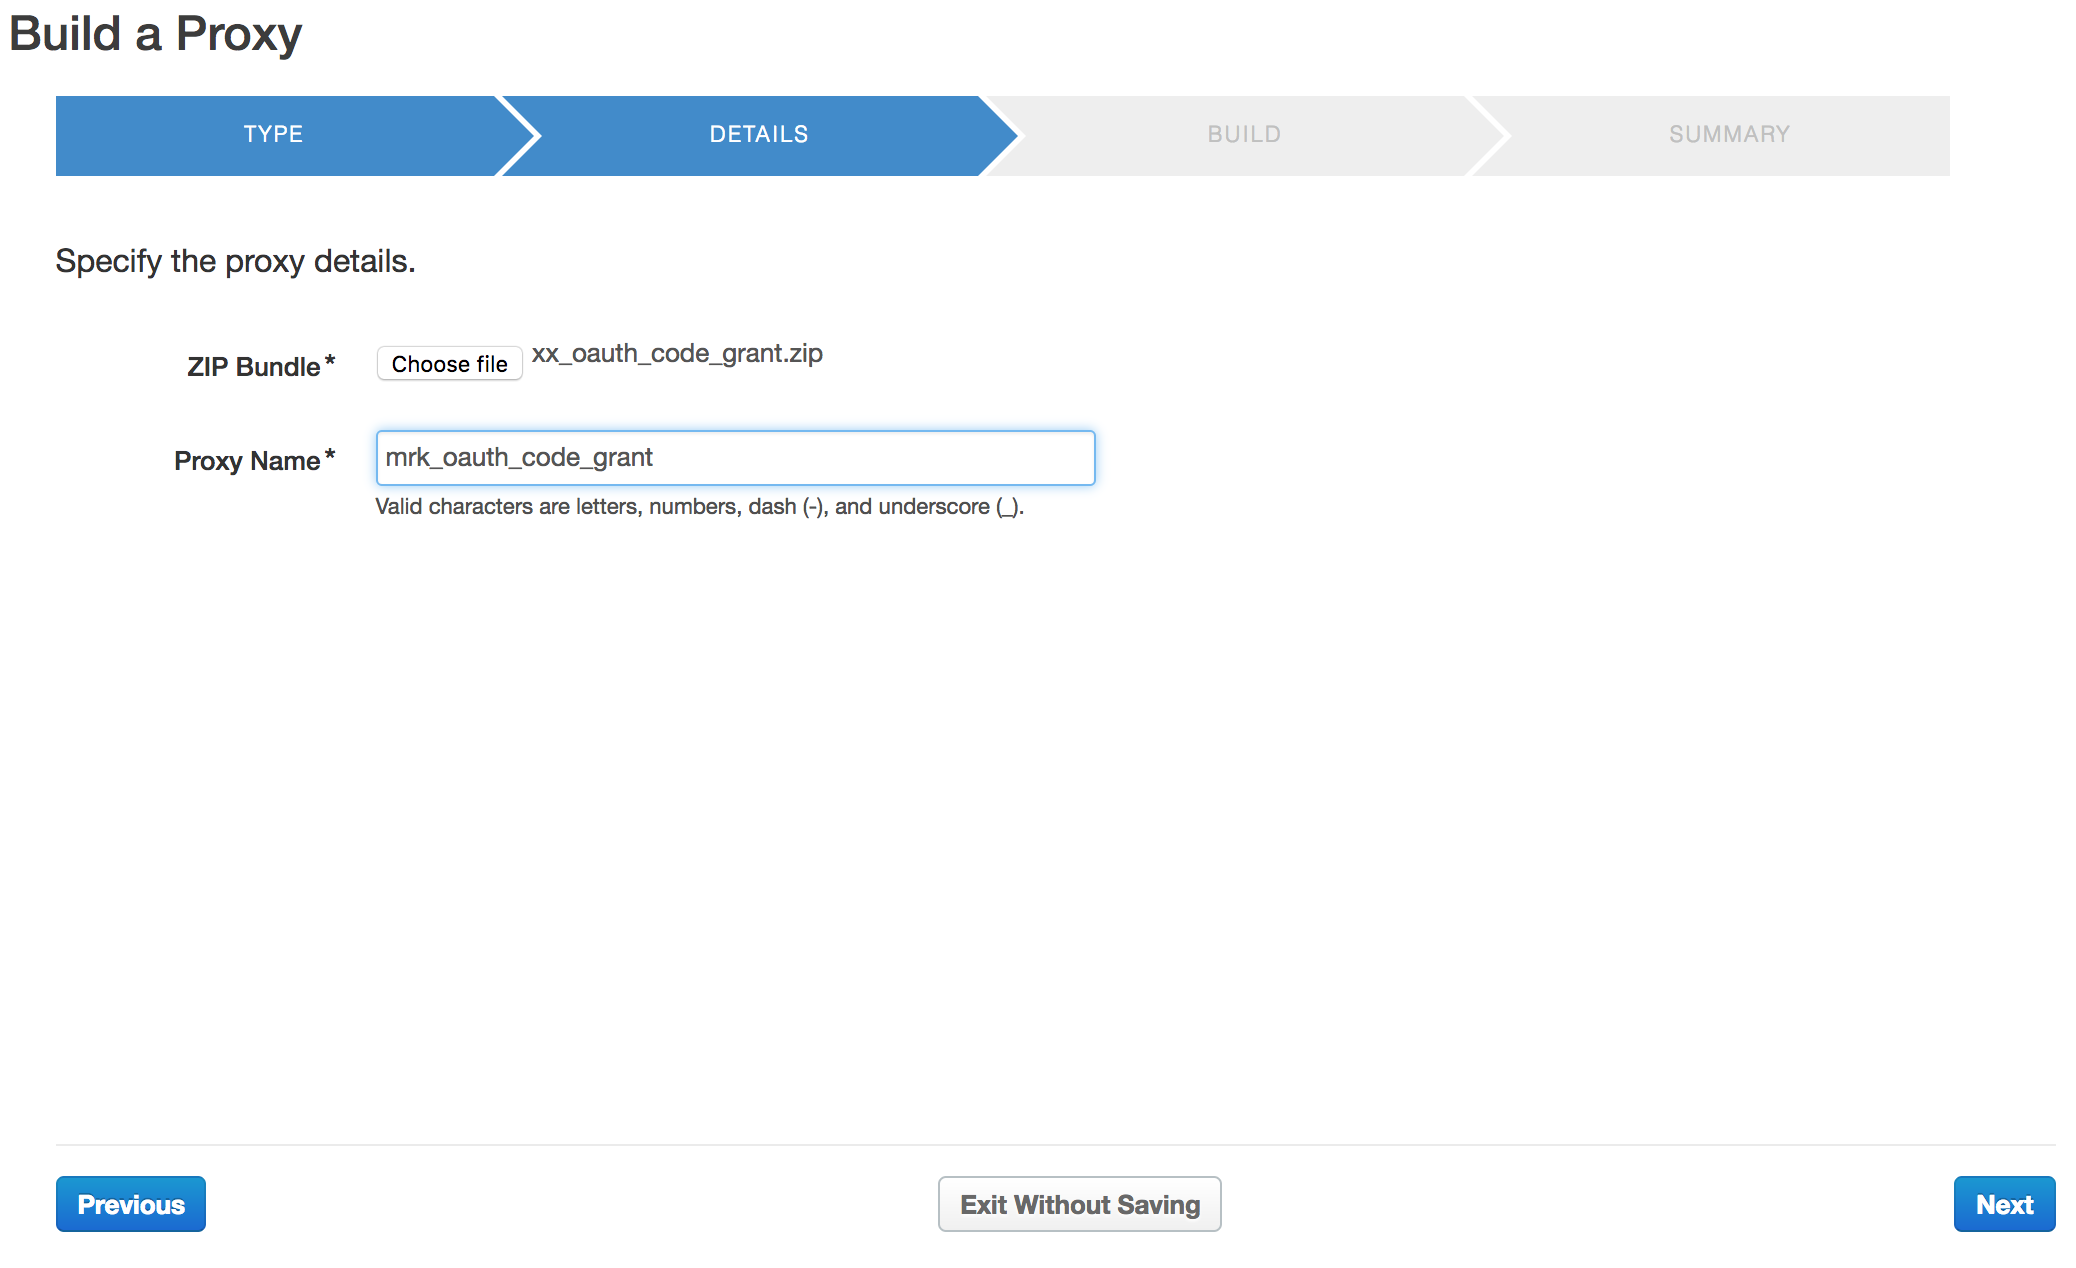 Build a Proxy
TYPE DETAILS BUILD SUMMARY
Specify the proxy details.
ZIP Bundle* Choose file xx_oauth_code_grant.zip
Proxy Name* mrk_oauth_code_grant
Valid characters are letters, numbers, dash (-), and underscore (_).
Previous Exit Without Saving Next